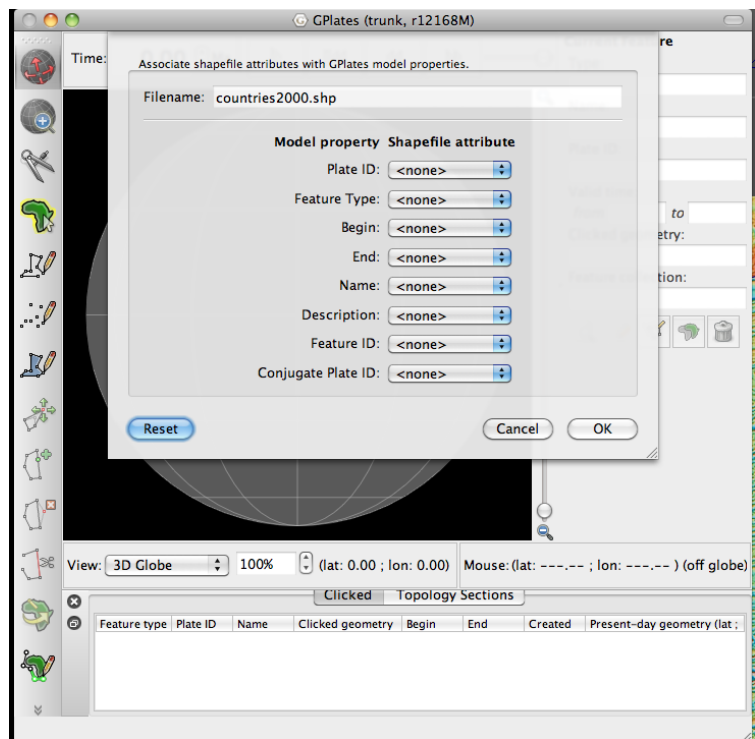 GPlates (trunk, r12168M)
Time:
Associate shapefile attributes with GPlates model properties.
Filename: countries2000.shp
Model property Shapefile attribute
Plate ID: <none>
Feature Type: <none>
Begin: <none>
End: <none>
Name: <none>
Description: <none>
Feature ID: <none>
Conjugate Plate ID: <none>
Reset Cancel OK
re
to
etry:
tion:
View: 3D Globe 100% (lat: 0.00 ; lon: 0.00) Mouse: (lat: ---.-- ; lon: ---.-- ) (off globe)
Clicked Topology Sections
Feature type Plate ID Name Clicked geometry Begin End Created Present-day geometry (lat ;